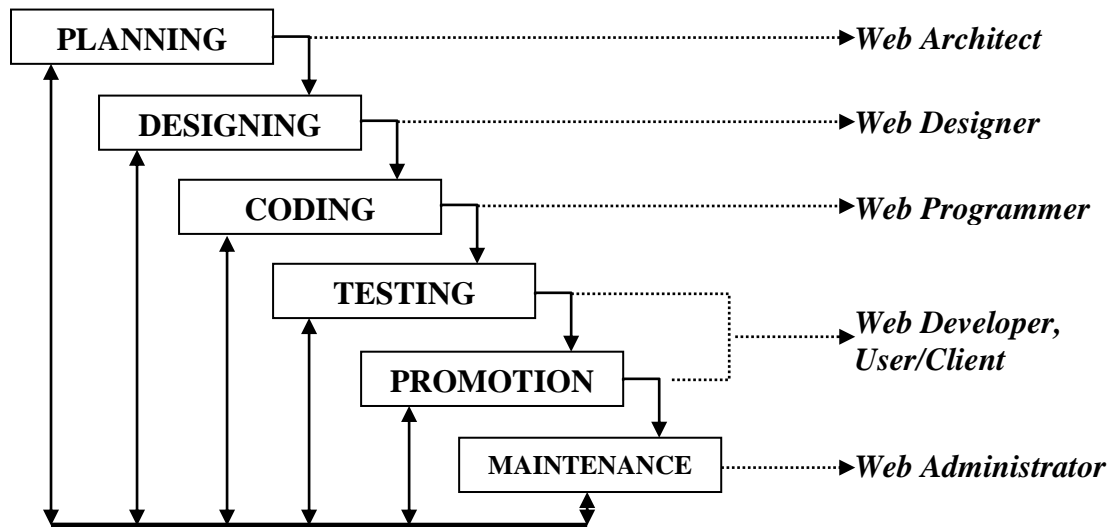 PLANNING
Web Architect
DESIGNING
Web Designer
CODING
Web Programmer
TESTING
Web Developer,
User/Client
PROMOTION
MAINTENANCE
Web Administrator